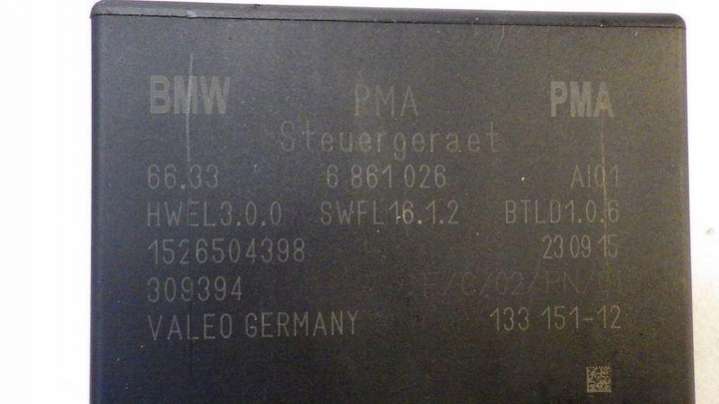 BMW PMA PMA
Steuergeraet
66.33 6 861 026 AI01
HWEL3.0.0 SWFL16.1.2 BTLD1.0.6
1526504398 23.09.15
309394
VALEO GERMANY 133 151-12